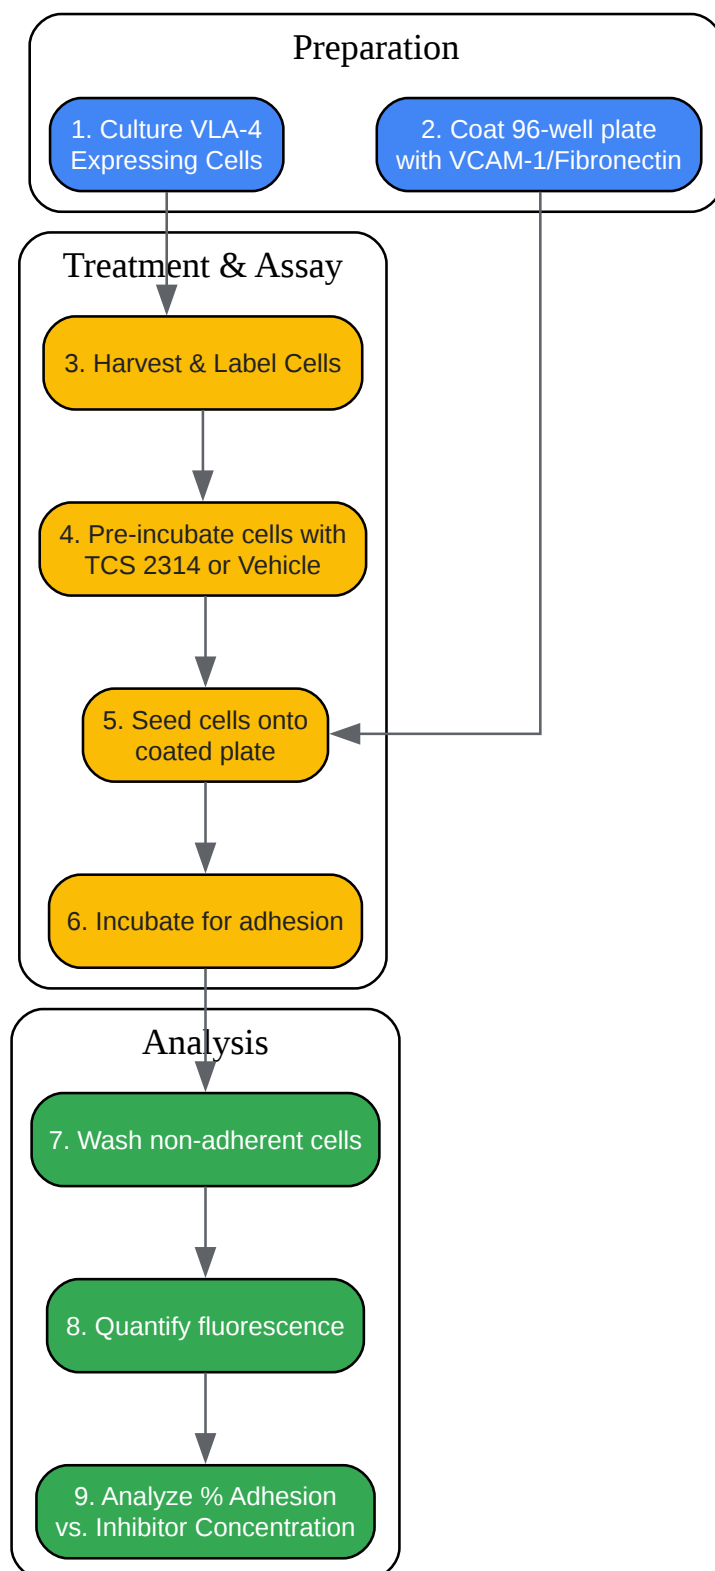 Preparation
1. Culture VLA-4
Expressing Cells
2. Coat 96-well plate
with VCAM-1/Fibronectin
Treatment & Assay
3. Harvest & Label Cells
4. Pre-incubate cells with
TCS 2314 or Vehicle
5. Seed cells onto
coated plate
6. Incubate for adhesion
Analysis
7. Wash non-adherent cells
8. Quantify fluorescence
9. Analyze % Adhesion
vs. Inhibitor Concentration